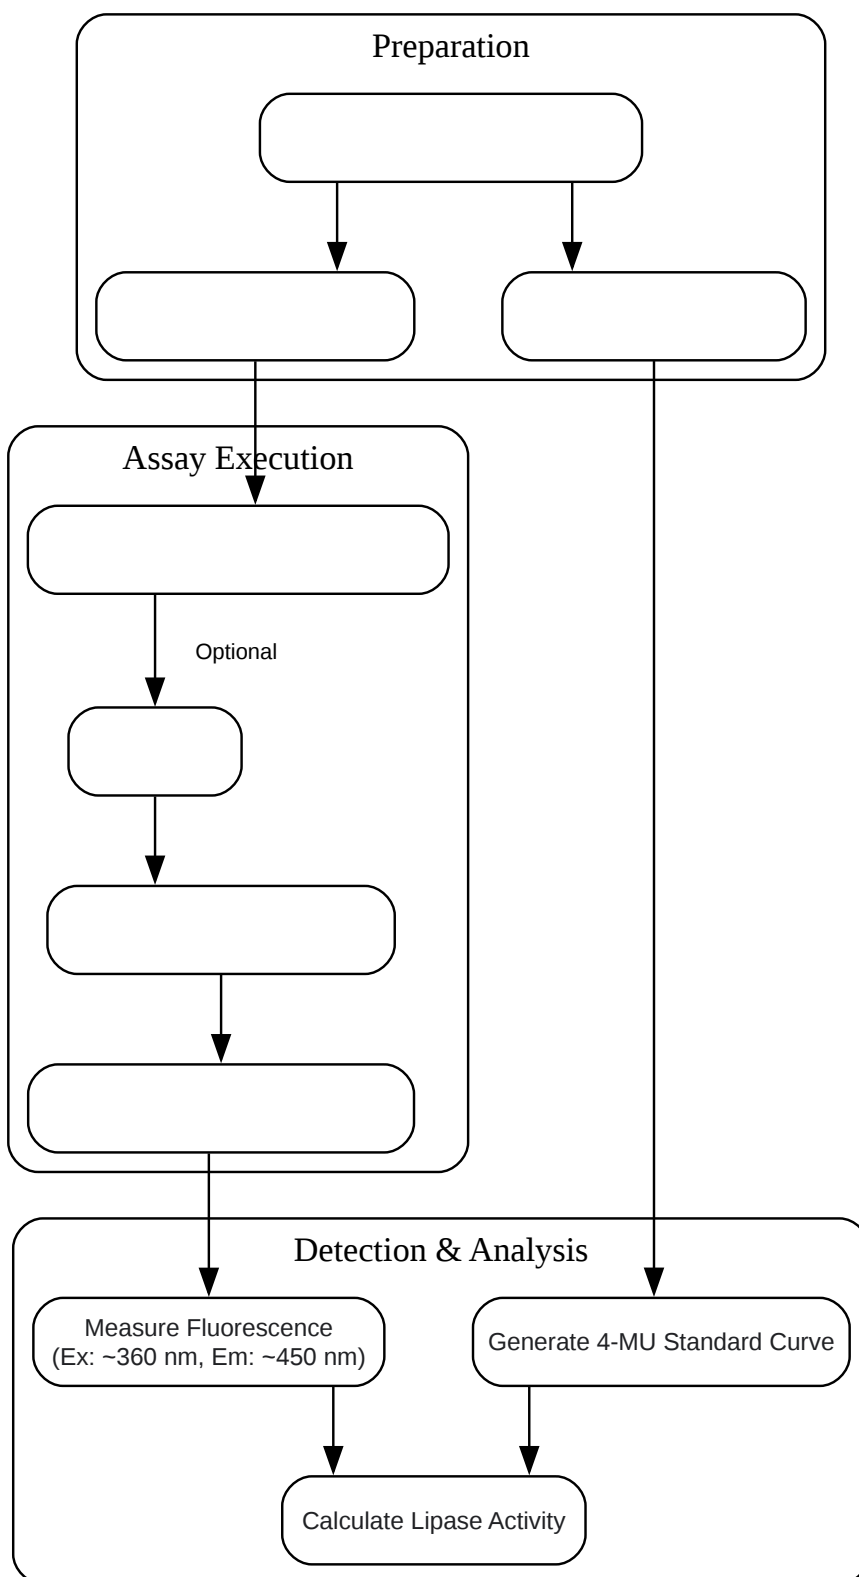 Preparation
Assay Execution
Optional
Detection & Analysis
Measure Fluorescence
(Ex: ~360 nm, Em: ~450 nm)
Generate 4-MU Standard Curve
Calculate Lipase Activity